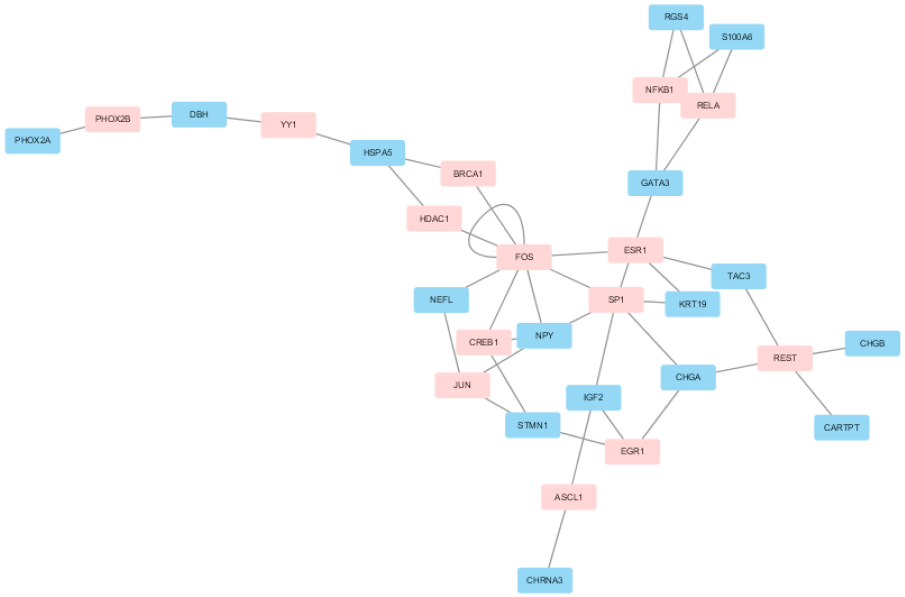 RGS4
S100A6
NFKB1
RELA
DBH
PHOX2B
YY1
PHOX2A
HSPA5
BRCA1
GATA3
HDAC1
ESR1
FOS
TAC3
NEFL
SP1
KRT19
NPY
CREB1
CHGB
REST
CHGA
JUN
IGF2
STMN1
CARTPT
EGR1
ASCL1
CHRNA3